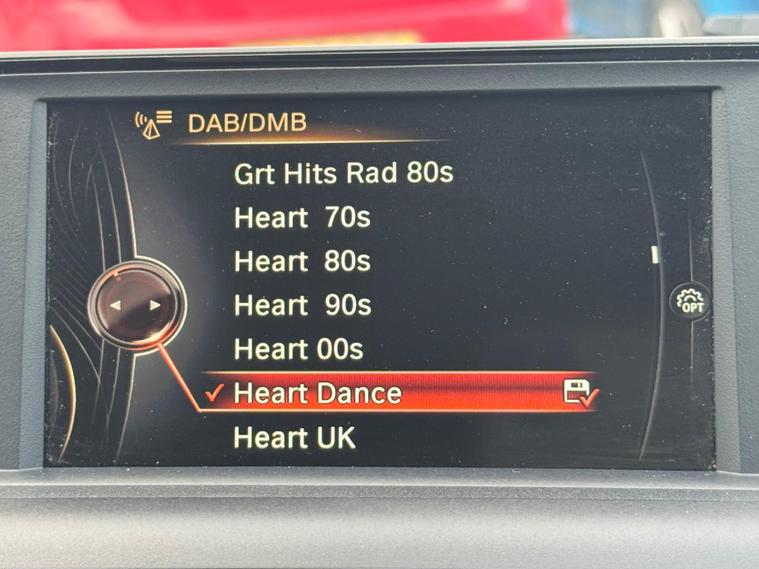 DAB/DMB
Grt Hits Rad 80s
Heart  70s
Heart  80s
Heart  90s
OPT
Heart 00s
Heart Dance
Heart UK